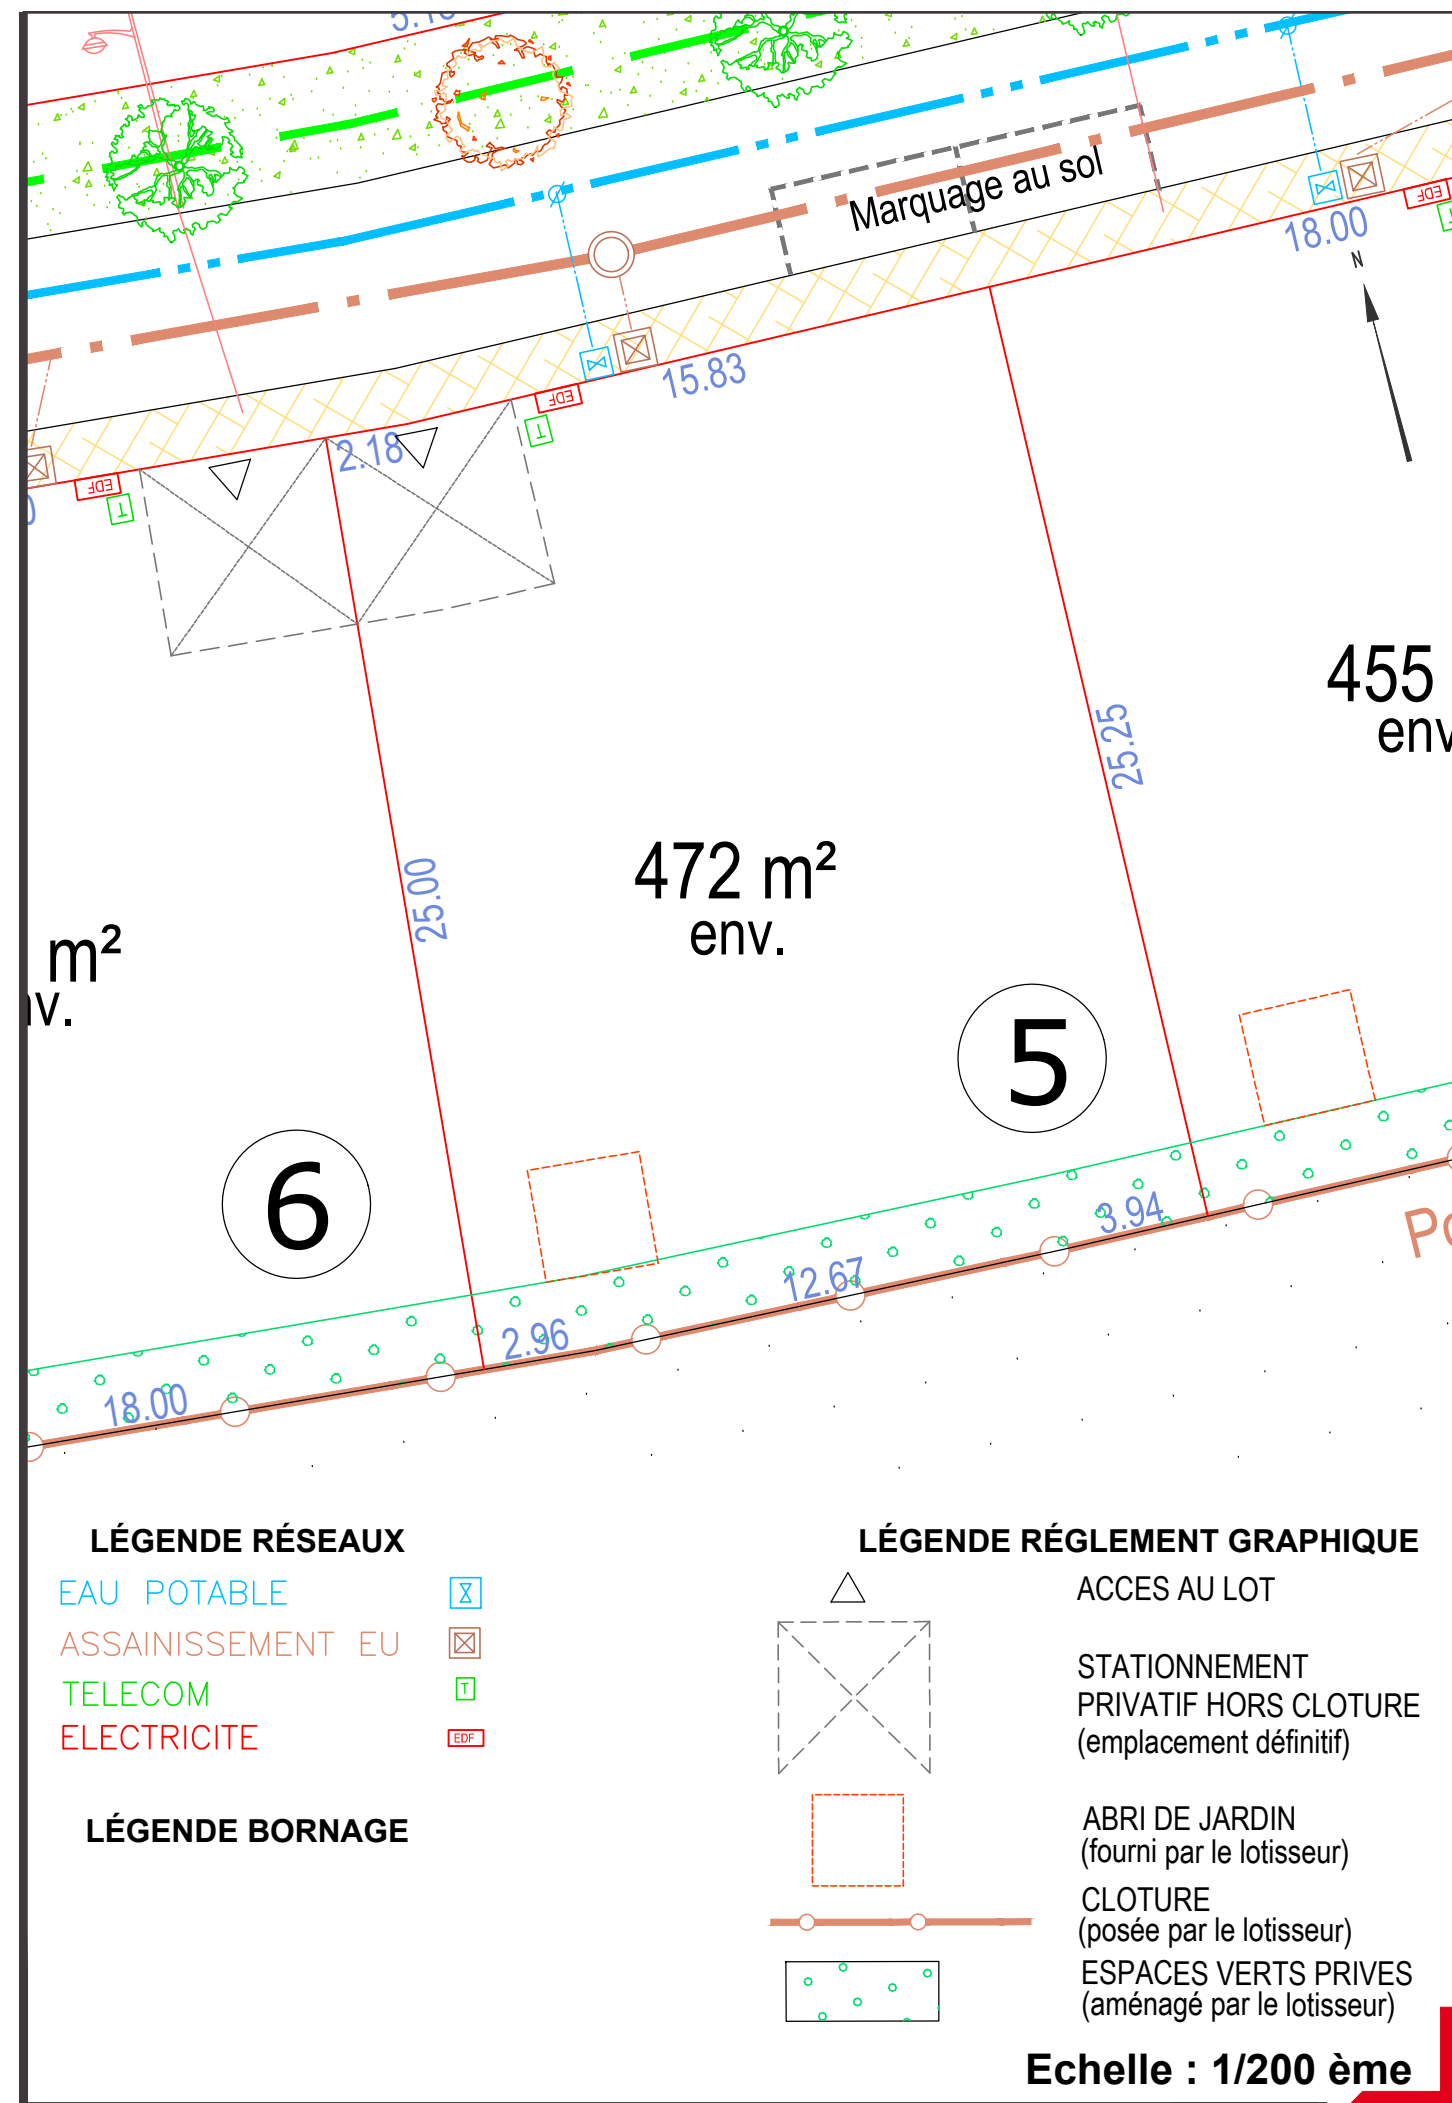 5.18
Marquage au sol
18.00
N
EDF
T
15.83
EDF
T
2.18
EDF
T
455
25.25
472 m²
env.
25.00
m²
5
6
3.94
12.67
2.96
18.00
LÉGENDE RÉSEAUX
EAU POTABLE
ASSAINISSEMENT EU
TELECOM T
ELECTRICITE EDF
LÉGENDE BORNAGE
LÉGENDE RÉGLEMENT GRAPHIQUE
ACCES AU LOT
STATIONNEMENT
PRIVATIF HORS CLOTURE
(emplacement définitif)
ABRI DE JARDIN
(fourni par le lotisseur)
CLOTURE
(posée par le lotisseur)
ESPACES VERTS PRIVES
(aménagé par le lotisseur)
Echelle : 1/200 ème